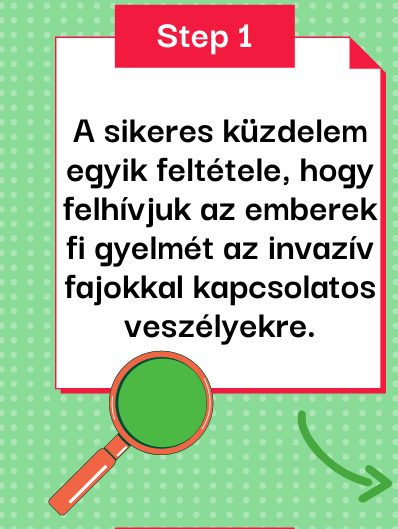 Step 1
A sikeres küzdelem
egyik feltétele, hogy
felhívjuk az emberek
fi gyelmét az invazív
fajokkal kapcsolatos
veszélyekre.